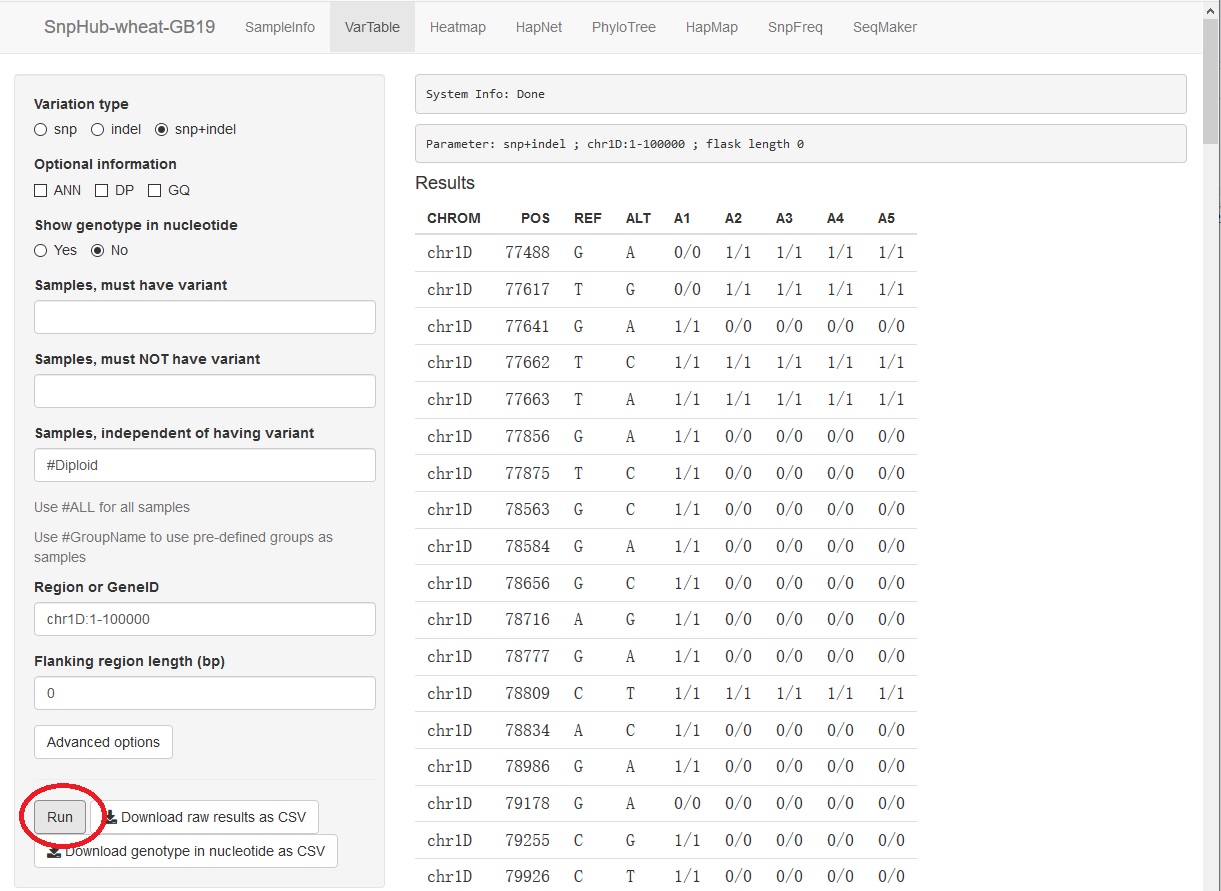 SnpHub-wheat-GB19 SampleInfo VarTable Heatmap HapNet PhyloTree HapMap SnpFreq SeqMaker
Variation type
snp indel snp+indel
Optional information
ANN DP GQ
Show genotype in nucleotide
Yes No
Samples, must have variant
Samples, must NOT have variant
Samples, independent of having variant
#Diploid
Use #ALL for all samples
Use #GroupName to use pre-defined groups as
samples
Region or GeneID
chr1D:1-100000
Flanking region length (bp)
0
Advanced options
Run Download raw results as CSV
Download genotype in nucleotide as CSV
System Info: Done
Parameter: snp+indel ; chr1D:1-100000 ; flask length 0
Results
CHROM POS REF ALT A1 A2 A3 A4 A5
chr1D 77488 G A 0/0 1/1 1/1 1/1 1/1
chr1D 77617 T G 0/0 1/1 1/1 1/1 1/1
chr1D 77641 G A 1/1 0/0 0/0 0/0 0/0
chr1D 77662 T C 1/1 1/1 1/1 1/1 1/1
chr1D 77663 T A 1/1 1/1 1/1 1/1 1/1
chr1D 77856 G A 1/1 0/0 0/0 0/0 0/0
chr1D 77875 T C 1/1 0/0 0/0 0/0 0/0
chr1D 78563 G C 1/1 0/0 0/0 0/0 0/0
chr1D 78584 G A 1/1 0/0 0/0 0/0 0/0
chr1D 78656 G C 1/1 0/0 0/0 0/0 0/0
chr1D 78716 A G 1/1 0/0 0/0 0/0 0/0
chr1D 78777 G A 1/1 0/0 0/0 0/0 0/0
chr1D 78809 C T 1/1 1/1 1/1 1/1 1/1
chr1D 78834 A C 1/1 0/0 0/0 0/0 0/0
chr1D 78986 G A 1/1 0/0 0/0 0/0 0/0
chr1D 79178 G A 0/0 0/0 0/0 0/0 0/0
chr1D 79255 C G 1/1 0/0 0/0 0/0 0/0
chr1D 79926 C T 1/1 0/0 0/0 0/0 0/0